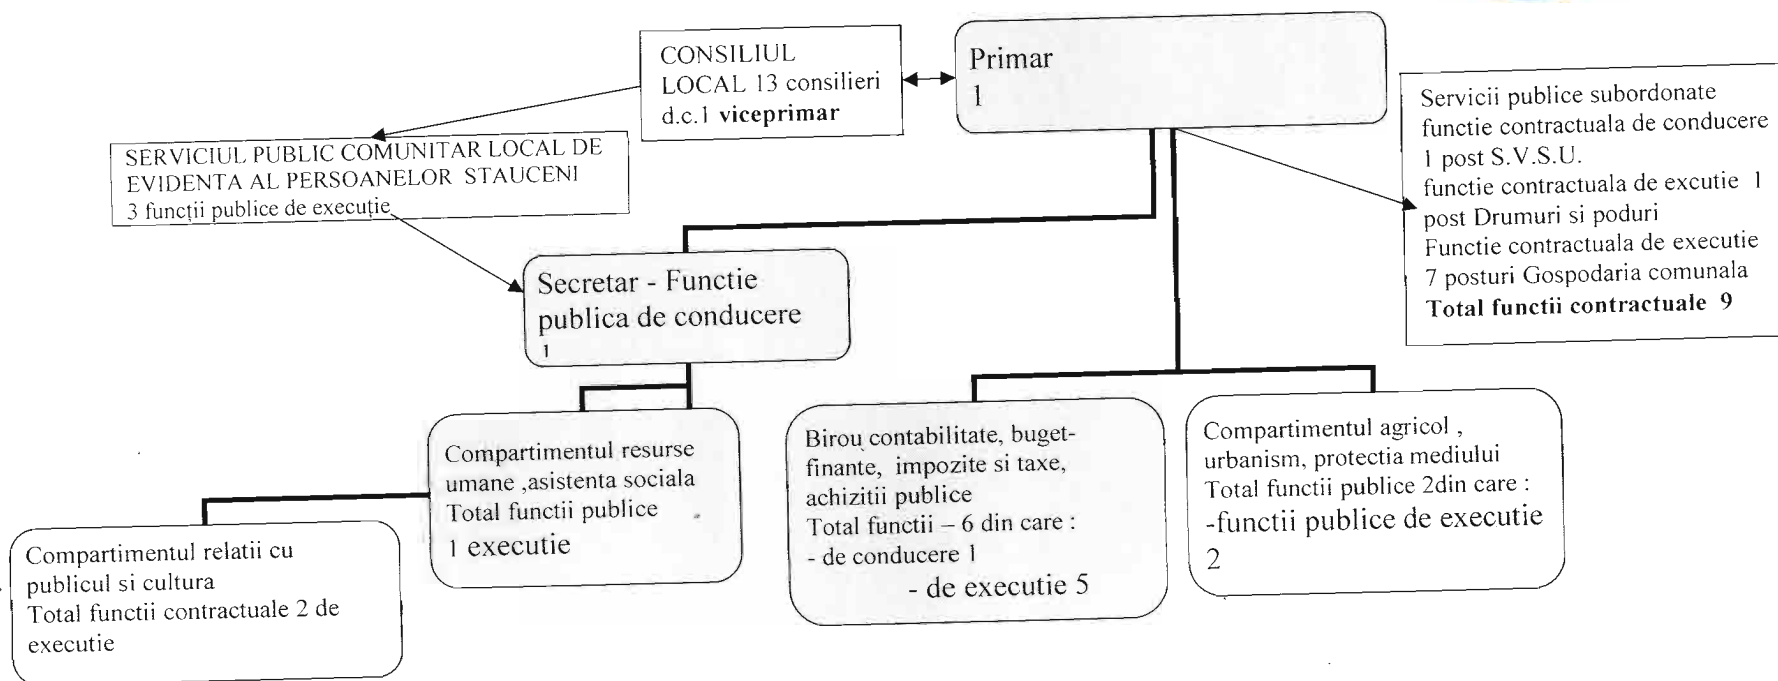 CONSILIUL
LOCAL 13 consilieri
d.c.1 viceprimar
Primar
1
Servicii publice subordonate
functie contractuala de conducere
1 post S.V.S.U.
functie contractuala de excutie 1
post Drumuri si poduri
Functie contractuala de executie
7 posturi Gospodaria comunala
Total functii contractuale 9
SERVICIUL PUBLIC COMUNITAR LOCAL DE
EVIDENTA AL PERSOANELOR STAUCENI
3 funcții publice de execuție
Secretar - Functie
publica de conducere
1
Compartimentul resurse
umane ,asistenta sociala
Total functii publice
1 executie
Birou contabilitate, buget-
finante, impozite si taxe,
achizitii publice
Total functii – 6 din care :
- de conducere 1
- de executie 5
Compartimentul agricol ,
urbanism, protectia mediului
Total functii publice 2din care :
-functii publice de executie
2
Compartimentul relatii cu
publicul si cultura
Total functii contractuale 2 de
executie